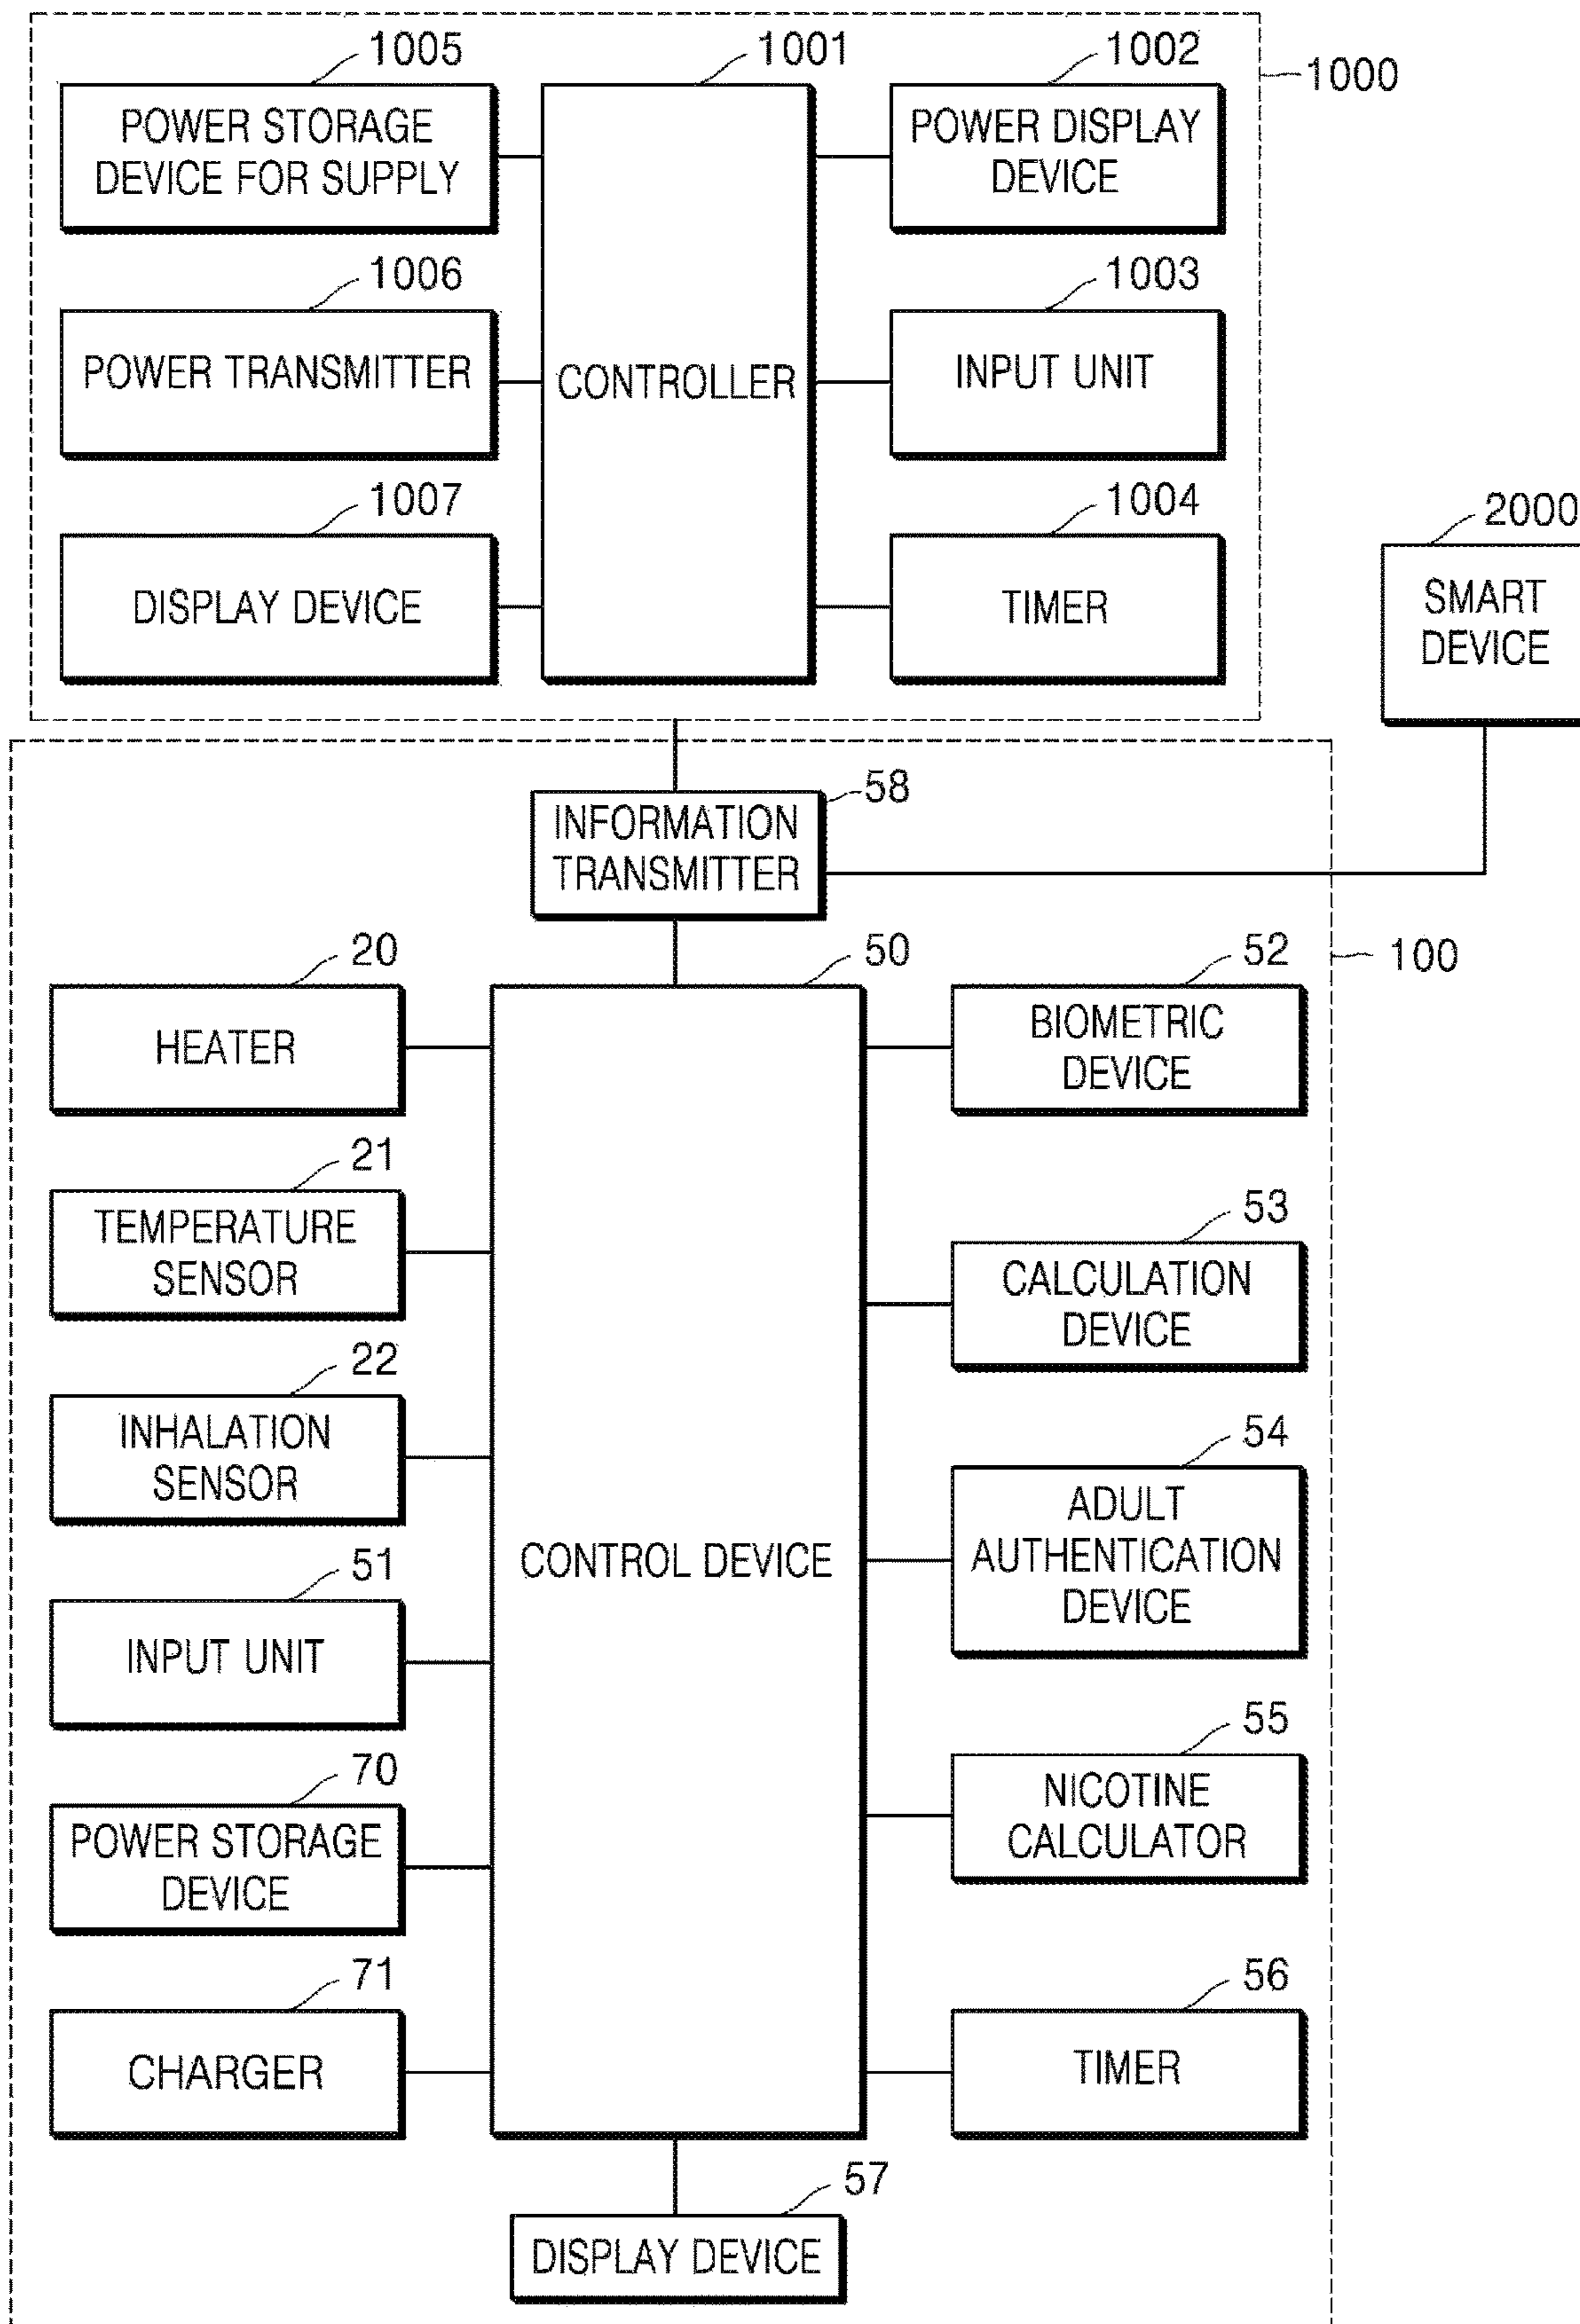 1005
1001
1002
1000
POWER STORAGE
DEVICE FOR SUPPLY
POWER DISPLAY
DEVICE
1006
1003
POWER TRANSMITTER
CONTROLLER
INPUT UNIT
1007
1004
2000
DISPLAY DEVICE
TIMER
SMART
DEVICE
58
INFORMATION
TRANSMITTER
20
50
52
100
HEATER
BIOMETRIC
DEVICE
21
TEMPERATURE
SENSOR
53
CALCULATION
DEVICE
22
INHALATION
SENSOR
54
ADULT
AUTHENTICATION
DEVICE
CONTROL DEVICE
51
INPUT UNIT
55
NICOTINE
CALCULATOR
70
POWER STORAGE
DEVICE
71
56
CHARGER
TIMER
57
DISPLAY DEVICE